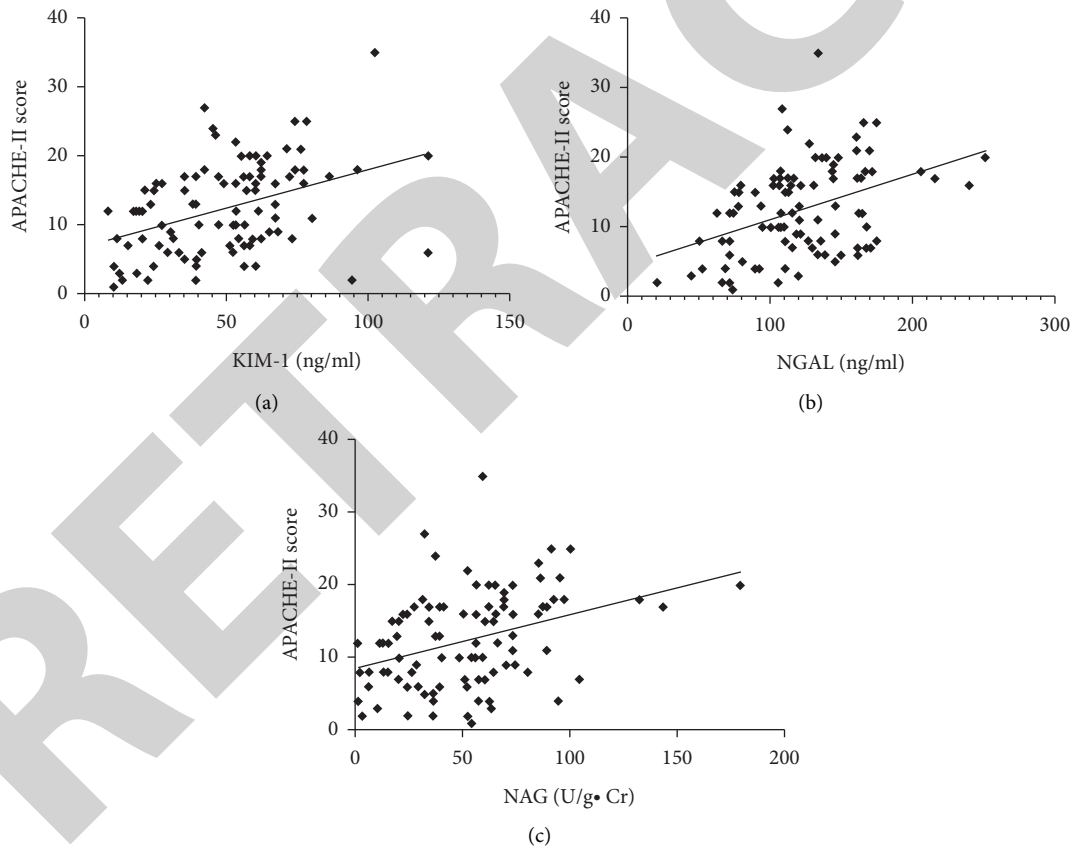 40
30
20
10
0
APACHE-II score
0 50 100 150
KIM-1 (ng/ml)
(a)
40
30
20
10
0
APACHE-II score
0 100 200 300
NGAL (ng/ml)
(b)
40
30
20
10
0
APACHE-II score
0 50 100 150 200
NAG (U/g• Cr)
(c)
RETRAC